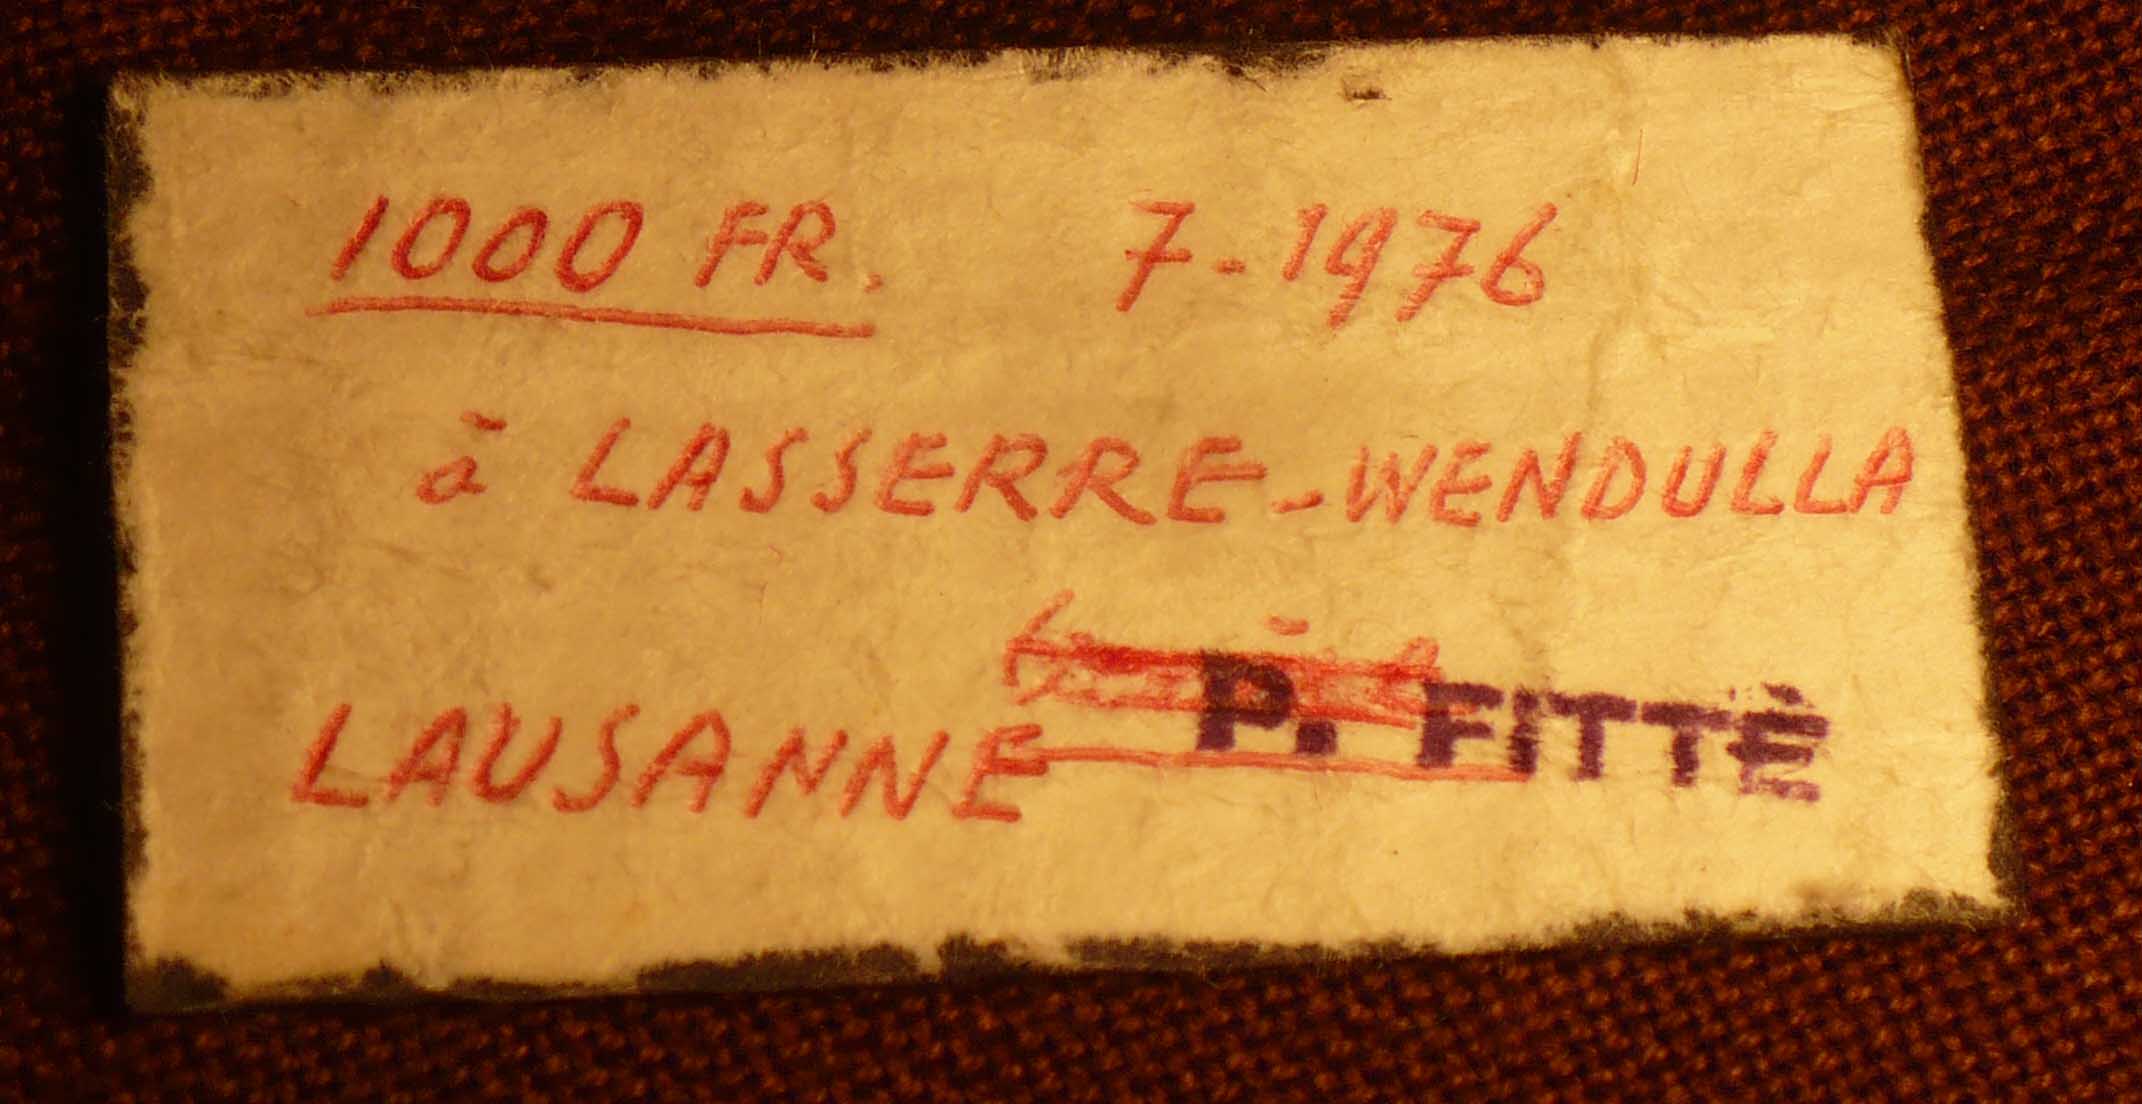 1000 FR. 7-1976
à LASSERRE-WENDULLA
LAUSANNE P. FITTÈ